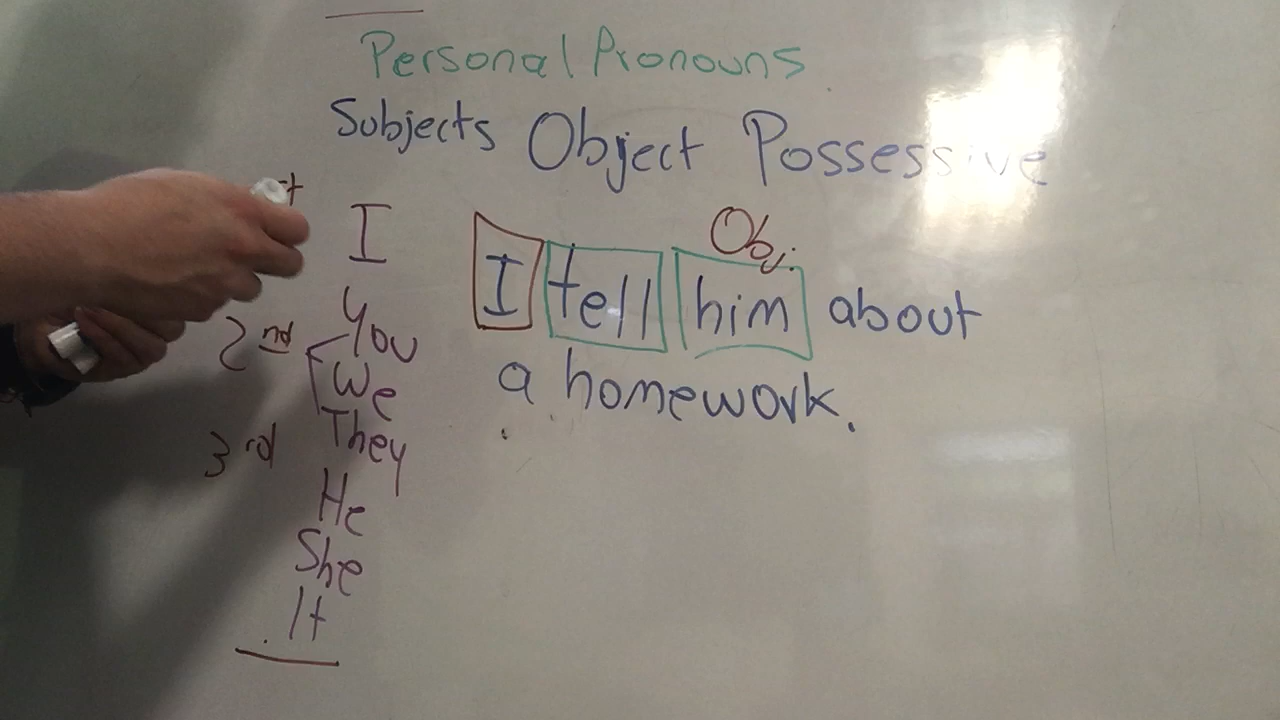 Personal Pronouns
Subjects Object Possessive
I
Obj.
I tell him about
a homework.
2nd You
We
3rd They
He
She
It